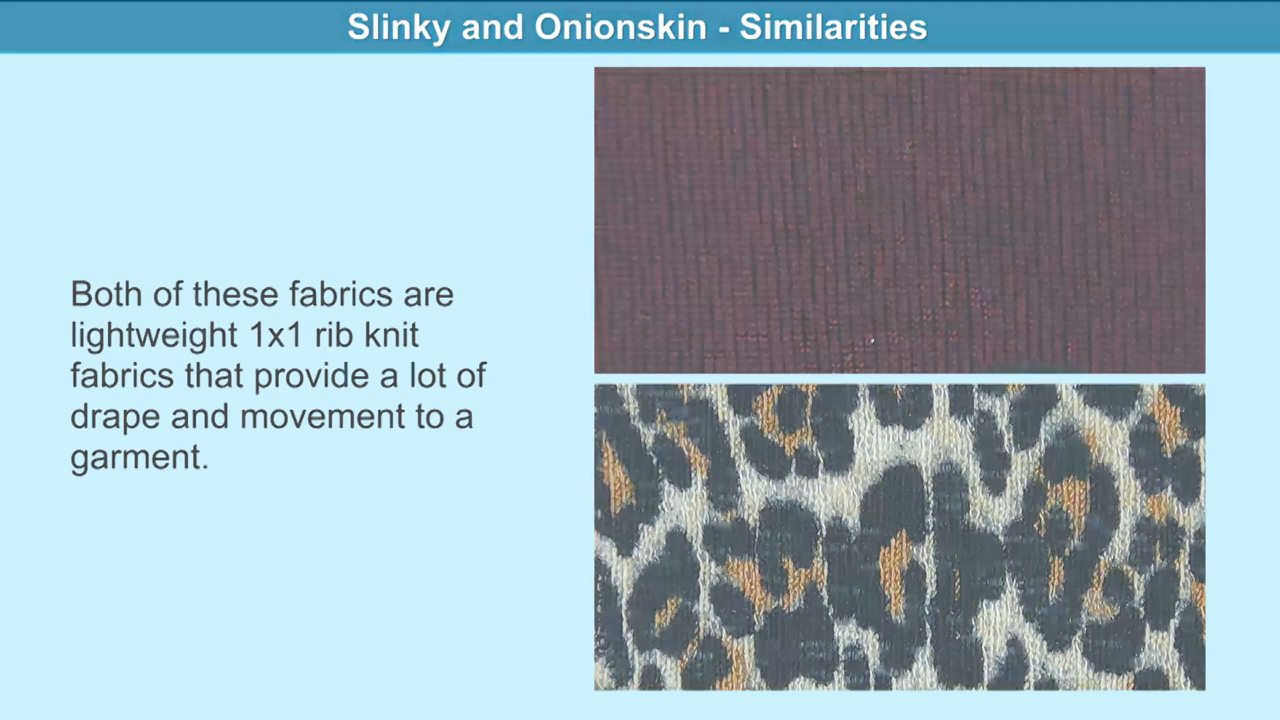 Slinky and Onionskin - Similarities
Both of these fabrics are
lightweight 1x1 rib knit
fabrics that provide a lot of
drape and movement to a
garment.